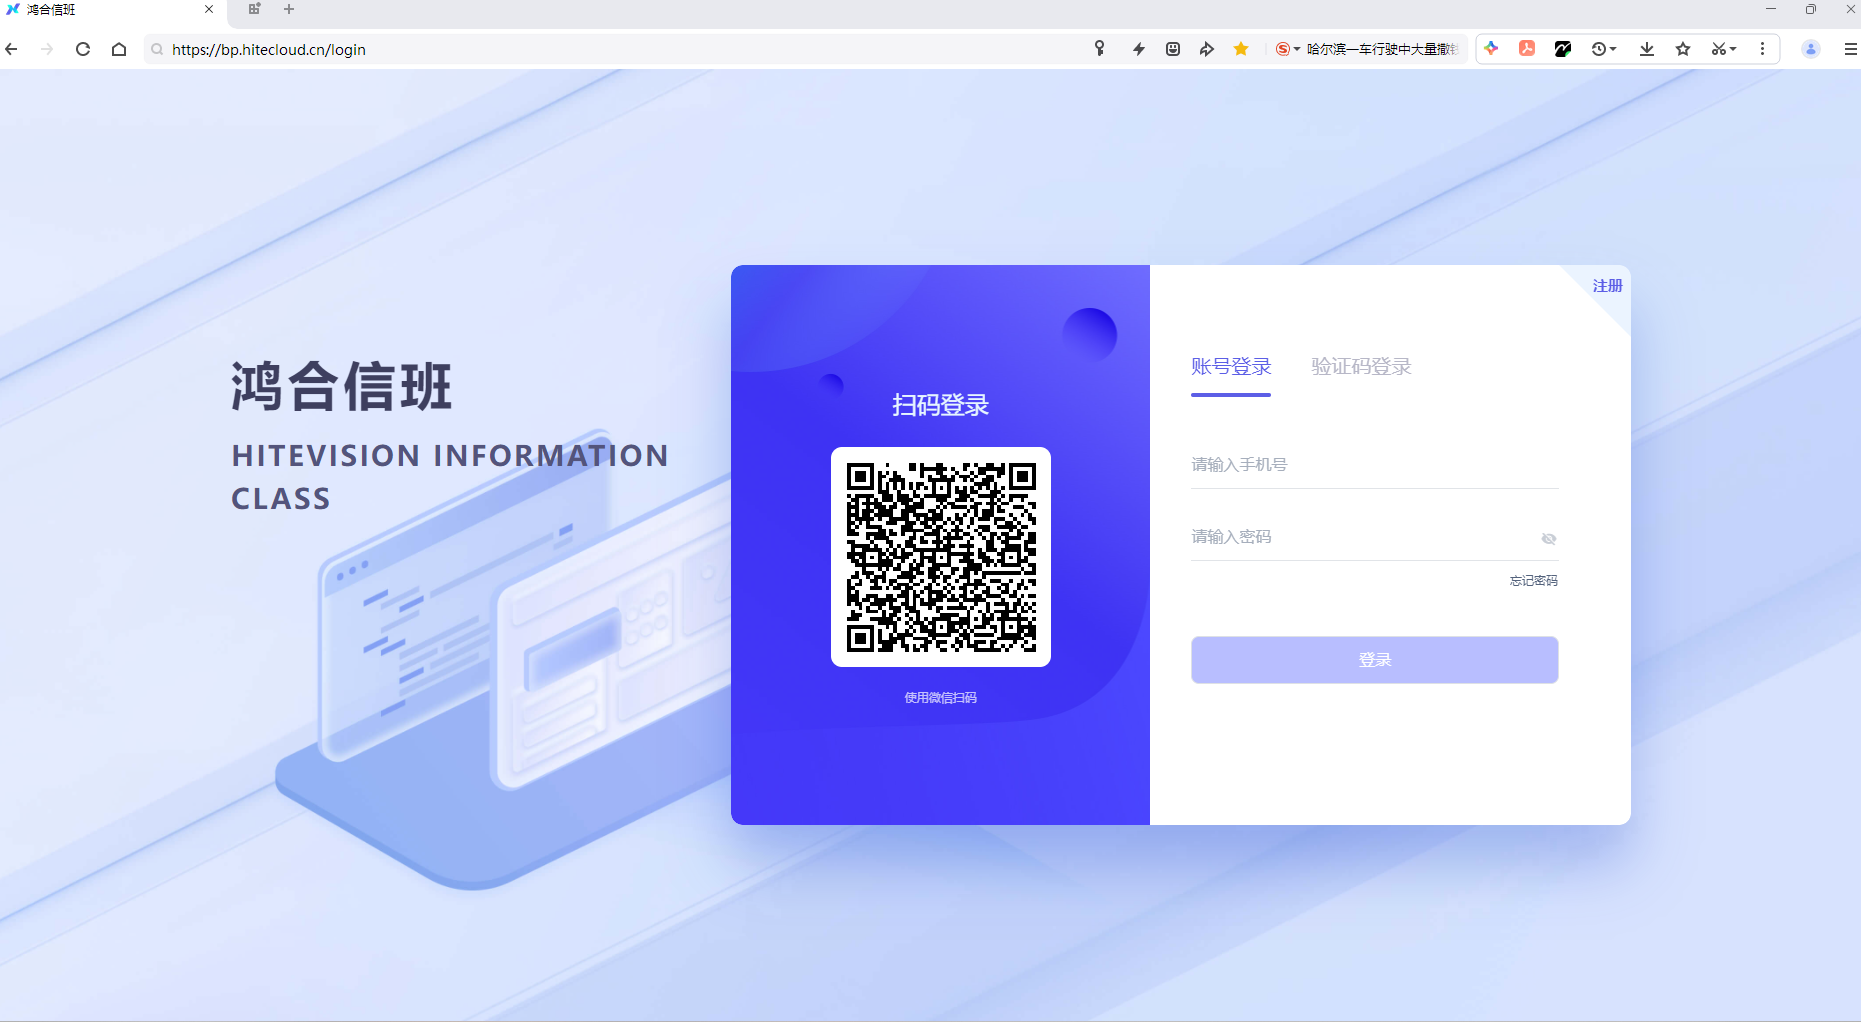 鸿合信班
https://bp.hitecloud.cn/login
哈尔滨一车行驶中大量撒
注册
鸿合信班
HITEVISION INFORMATION
CLASS
扫码登录
使用微信扫码
账号登录
验证码登录
请输入手机号
请输入密码
忘记密码
登录